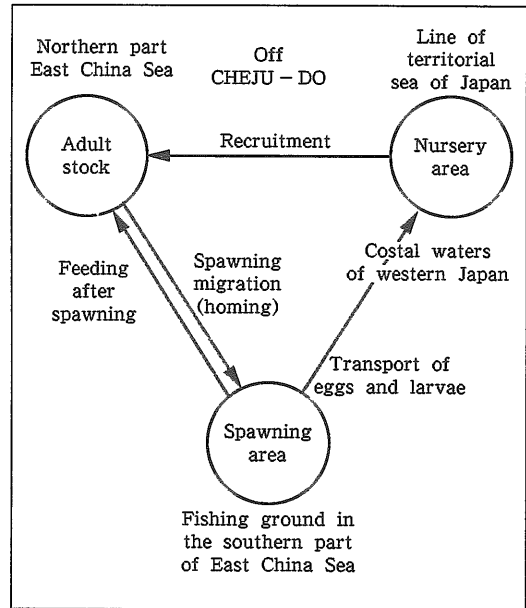 Northern part
East China Sea
Off
CHEJU – DO
Line of
territorial
sea of Japan
Adult
stock
Recruitment
Nursery
area
Feeding
after
spawning
Spawning
migration
(homing)
Costal waters
of western Japan
Transport of
eggs and larvae
Spawning
area
Fishing ground in
the southern part
of East China Sea